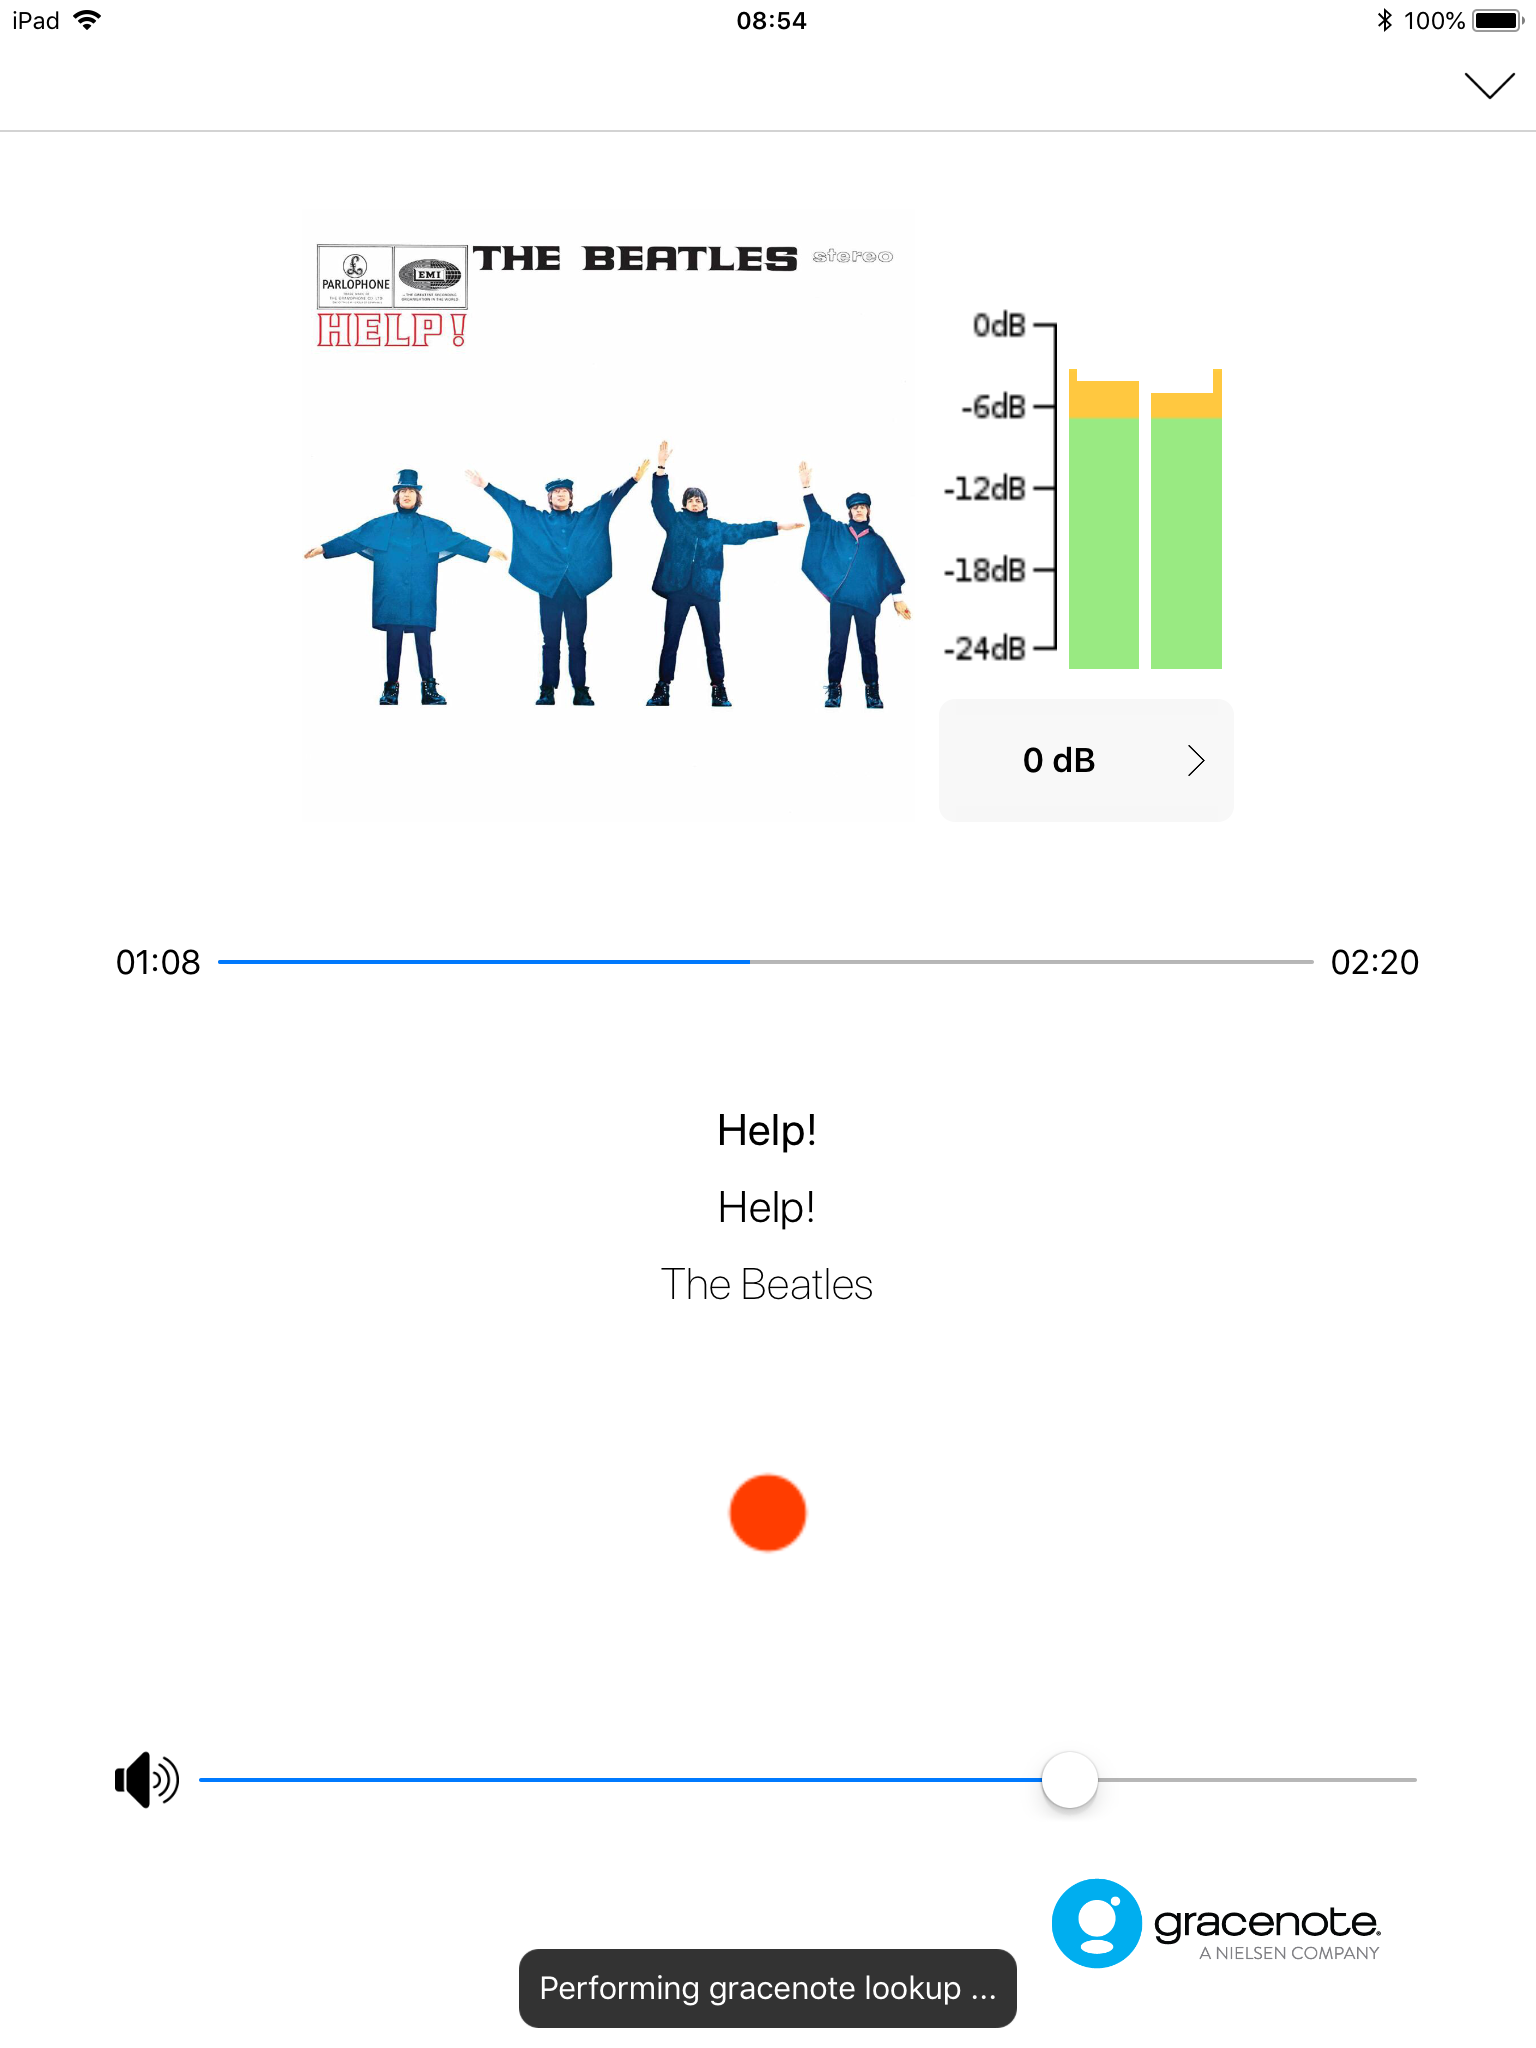 iPad
08:54
100%
PARLOPHONE
EMI
THE BEATLES stereo
HELP!
0dB
-6dB
-12dB
-18dB
-24dB
0 dB
01:08
02:20
Help!
Help!
The Beatles
gracenote.
A NIELSEN COMPANY
Performing gracenote lookup ...